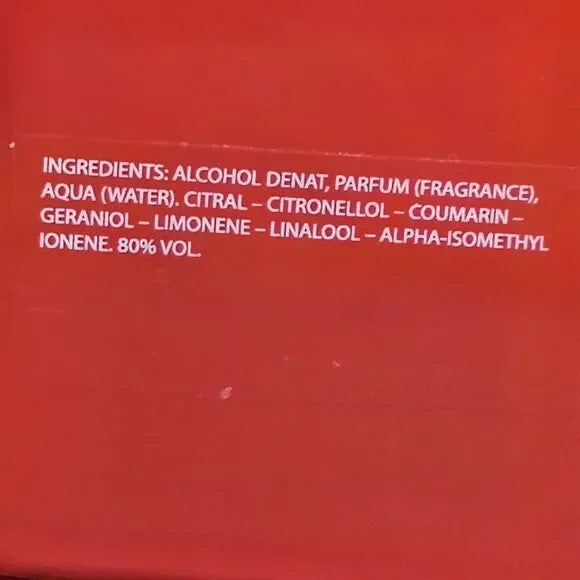 INGREDIENTS: ALCOHOL DENAT, PARFUM (FRAGRANCE),
AQUA (WATER). CITRAL – CITRONELLOL – COUMARIN –
GERANIOL – LIMONENE – LINALOOL – ALPHA-ISOMETHYL
IONENE. 80% VOL.